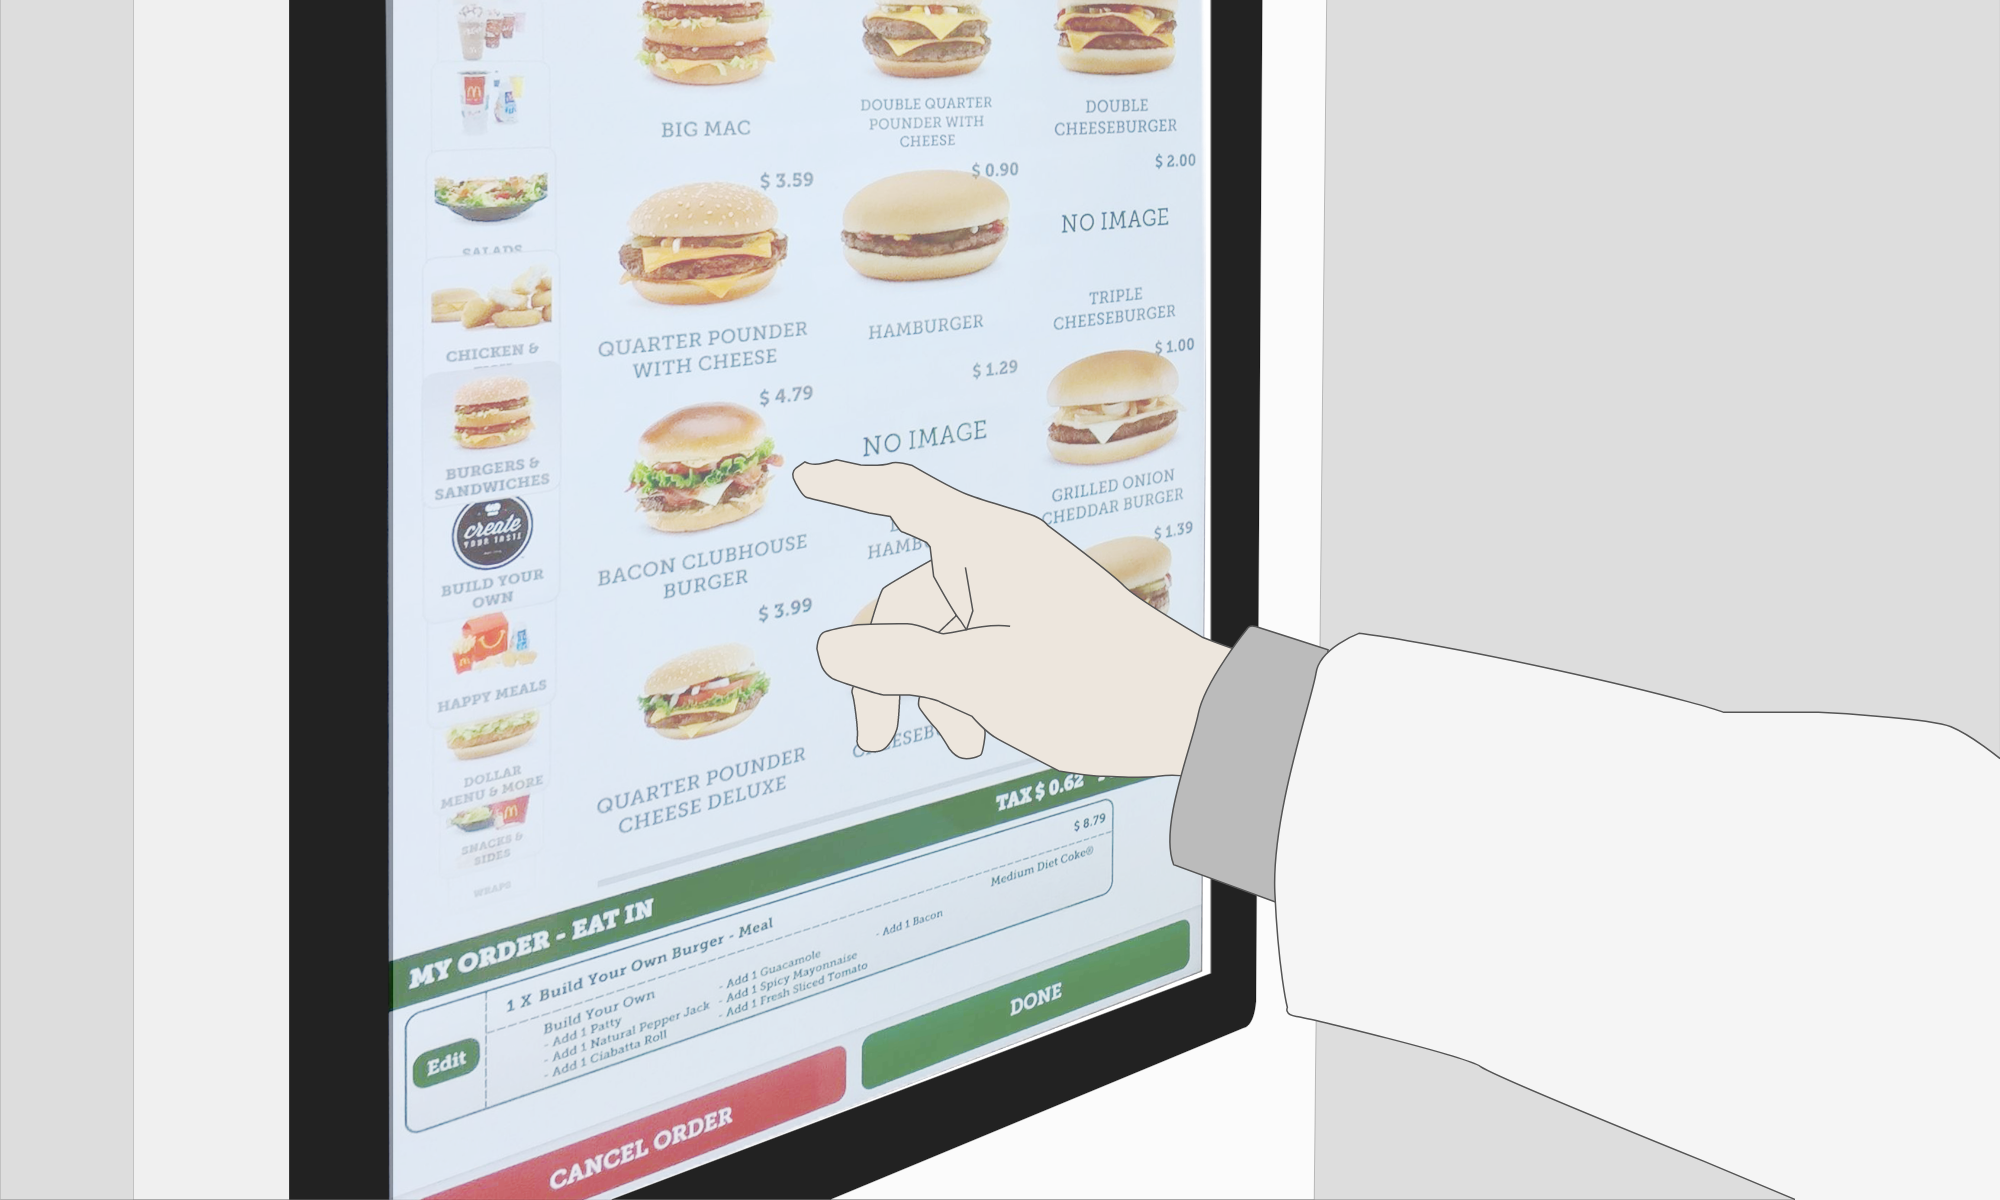 BIG MAC
DOUBLE QUARTER
POUNDER WITH
CHEESE
DOUBLE
CHEESEBURGER
$ 3.59
$ 0.90
$ 2.00
NO IMAGE
QUARTER POUNDER
WITH CHEESE
HAMBURGER
TRIPLE
CHEESEBURGER
$ 4.79
$ 1.29
$ 1.00
NO IMAGE
BACON CLUBHOUSE
BURGER
HAMB
GRILLED ONION
CHEDDAR BURGER
$ 3.99
$ 1.39
QUARTER POUNDER
CHEESE DELUXE
SALADS
CHICKEN &
BURGERS &
SANDWICHES
create
YOUR TASTE
BUILD YOUR
OWN
HAPPY MEALS
DOLLAR
MENU & MORE
SNACKS &
SIDES
WRAPS
MY ORDER - EAT IN
TAX $ 0.62
Edit
1 X Build Your Own Burger - Meal
$ 8.79
Build Your Own
- Add 1 Patty
- Add 1 Natural Pepper Jack
- Add 1 Ciabatta Roll
- Add 1 Guacamole
- Add 1 Spicy Mayonnaise
- Add 1 Fresh Sliced Tomato
- Add 1 Bacon
Medium Diet Coke®
CANCEL ORDER
DONE